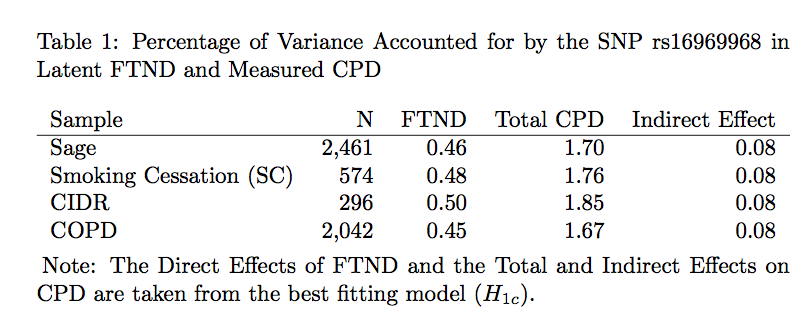 Table 1: Percentage of Variance Accounted for by the SNP rs16969968 in
Latent FTND and Measured CPD
Sample N FTND Total CPD Indirect Effect
Sage 2,461 0.46 1.70 0.08
Smoking Cessation (SC) 574 0.48 1.76 0.08
CIDR 296 0.50 1.85 0.08
COPD 2,042 0.45 1.67 0.08
Note: The Direct Effects of FTND and the Total and Indirect Effects on
CPD are taken from the best fitting model (H1c).